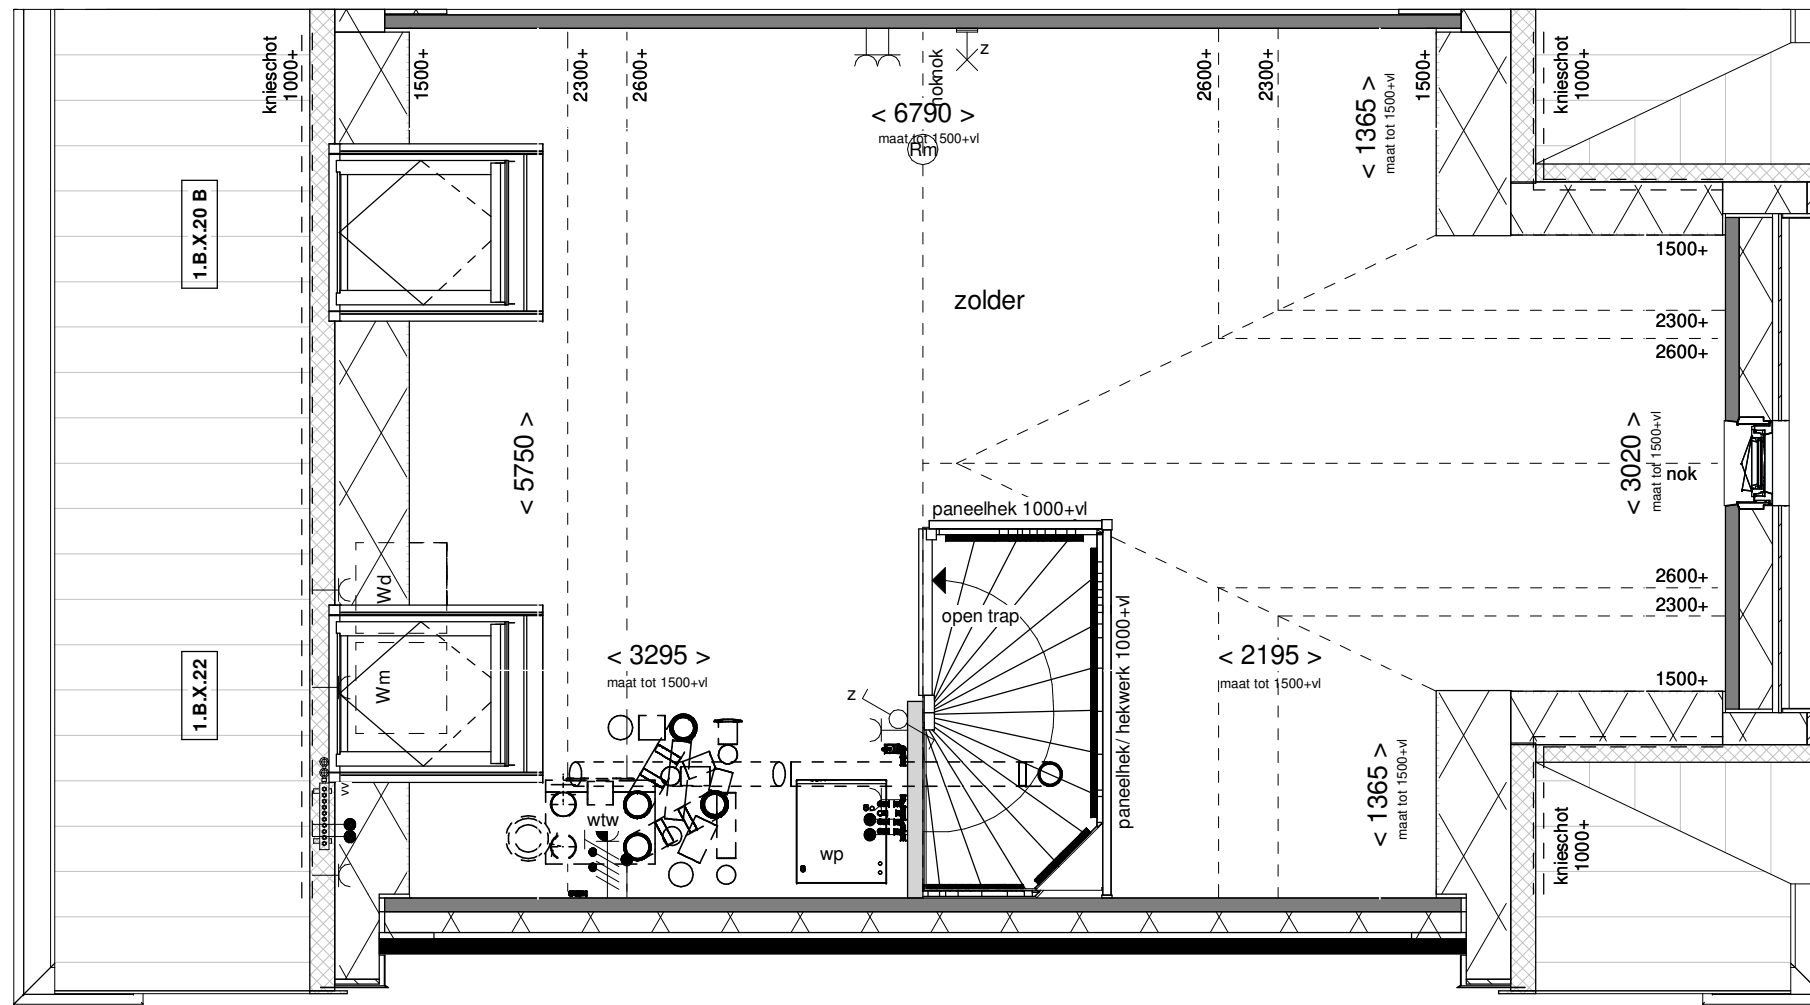 knieschot
1000+
1500+
2300+
2600+
noknok
z
< 6790 >
maat tot 1500+vl
Rm
2600+
2300+
< 1365 >
maat tot 1500+vl
1500+
knieschot
1000+
1.B.X.20 B
zolder
1500+
2300+
2600+
< 5750 >
< 3020 >
maat tot 1500+vl
nok
paneelhek 1000+vl
Wd
open trap
paneelhek/ hekwerk 1000+vl
2600+
2300+
1.B.X.22
Wm
< 3295 >
maat tot 1500+vl
z
< 2195 >
maat tot 1500+vl
1500+
vv
wtw
wp
< 1365 >
maat tot 1500+vl
knieschot
1000+